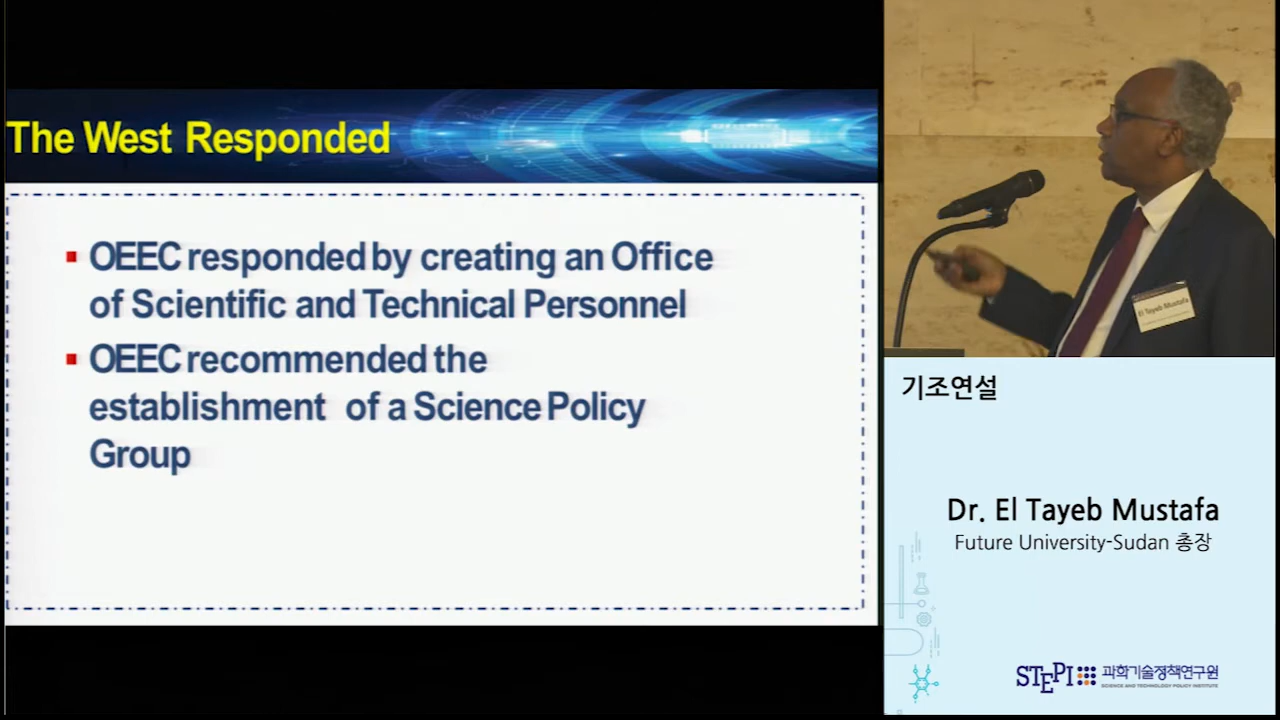 The West Responded
OEEC responded by creating an Office
of Scientific and Technical Personnel
OEEC recommended the
establishment of a Science Policy
Group
El Tayeb Mustafa
기조연설
Dr. El Tayeb Mustafa
Future University-Sudan 총장
STEPI 과학기술정책연구원
SCIENCE AND TECHNOLOGY POLICY INSTITUTE